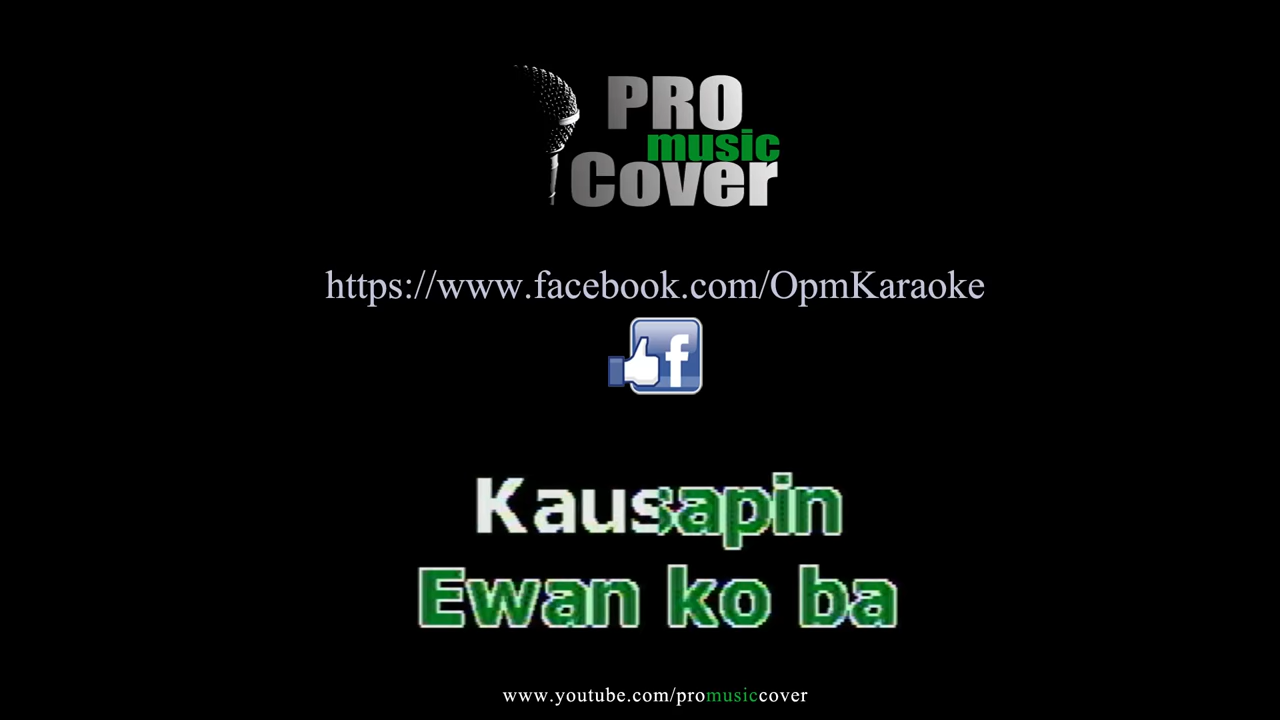 PRO
music
Cover
https://www.facebook.com/OpmKaraoke
f
Kausapin
Ewan ko ba
www.youtube.com/promusiccover